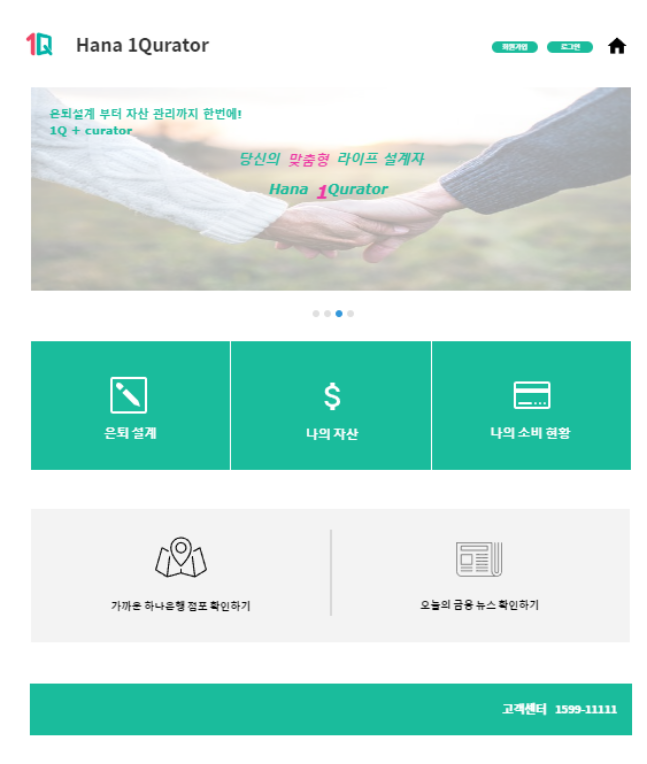 1Q Hana 1Qurator
회원가입 로그인
은퇴설계 부터 자산 관리까지 한번에!
1Q + curator
당신의 맞춤형 라이프 설계자
Hana 1Qurator
은퇴 설계
$
나의 자산
나의 소비 현황
가까운 하나은행 점포 확인하기
오늘의 금융 뉴스 확인하기
고객센터 1599-11111